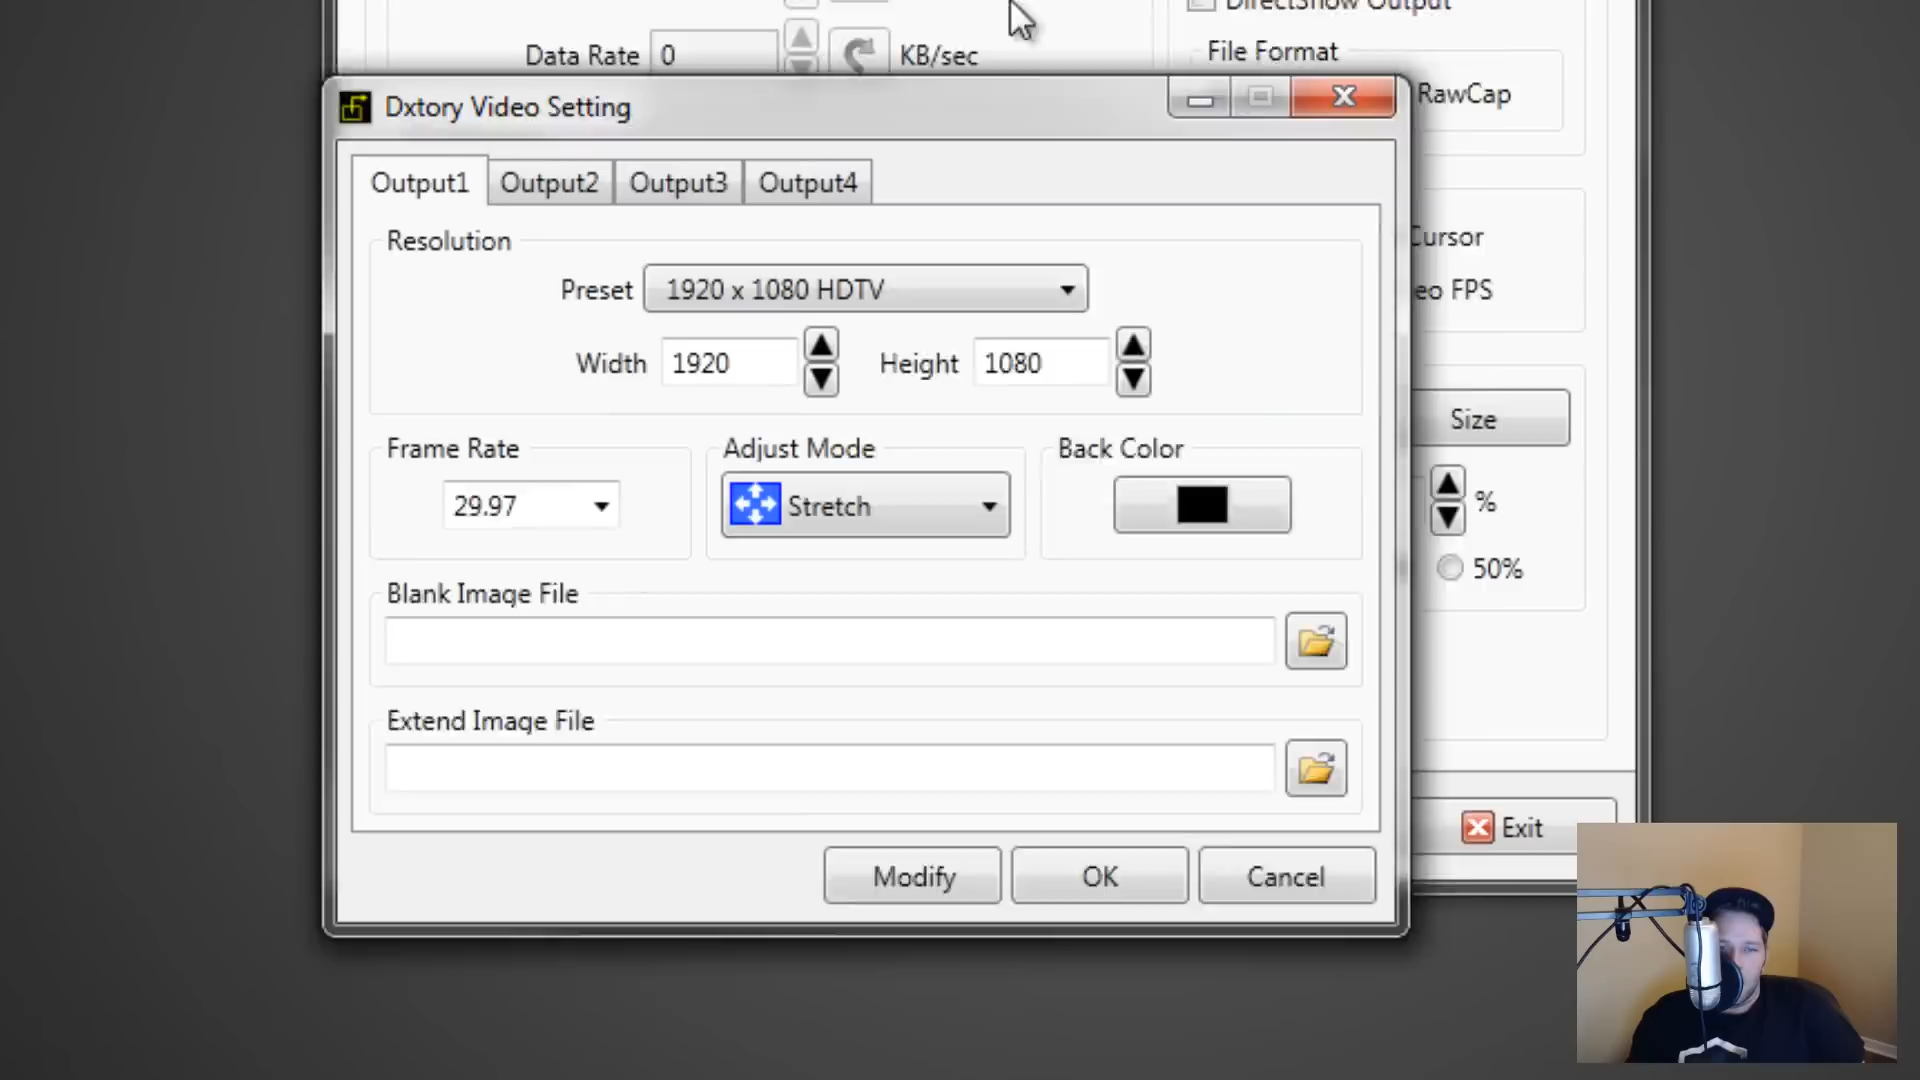 DirectShow Output
Data Rate 0 KB/sec
File Format
RawCap
Dxtory Video Setting
Output1 Output2 Output3 Output4
Resolution
Preset 1920 x 1080 HDTV
Width 1920 Height 1080
Cursor
eo FPS
Size
Frame Rate Adjust Mode Back Color
29.97 Stretch
%
50%
Blank Image File
Extend Image File
Exit
Modify OK Cancel